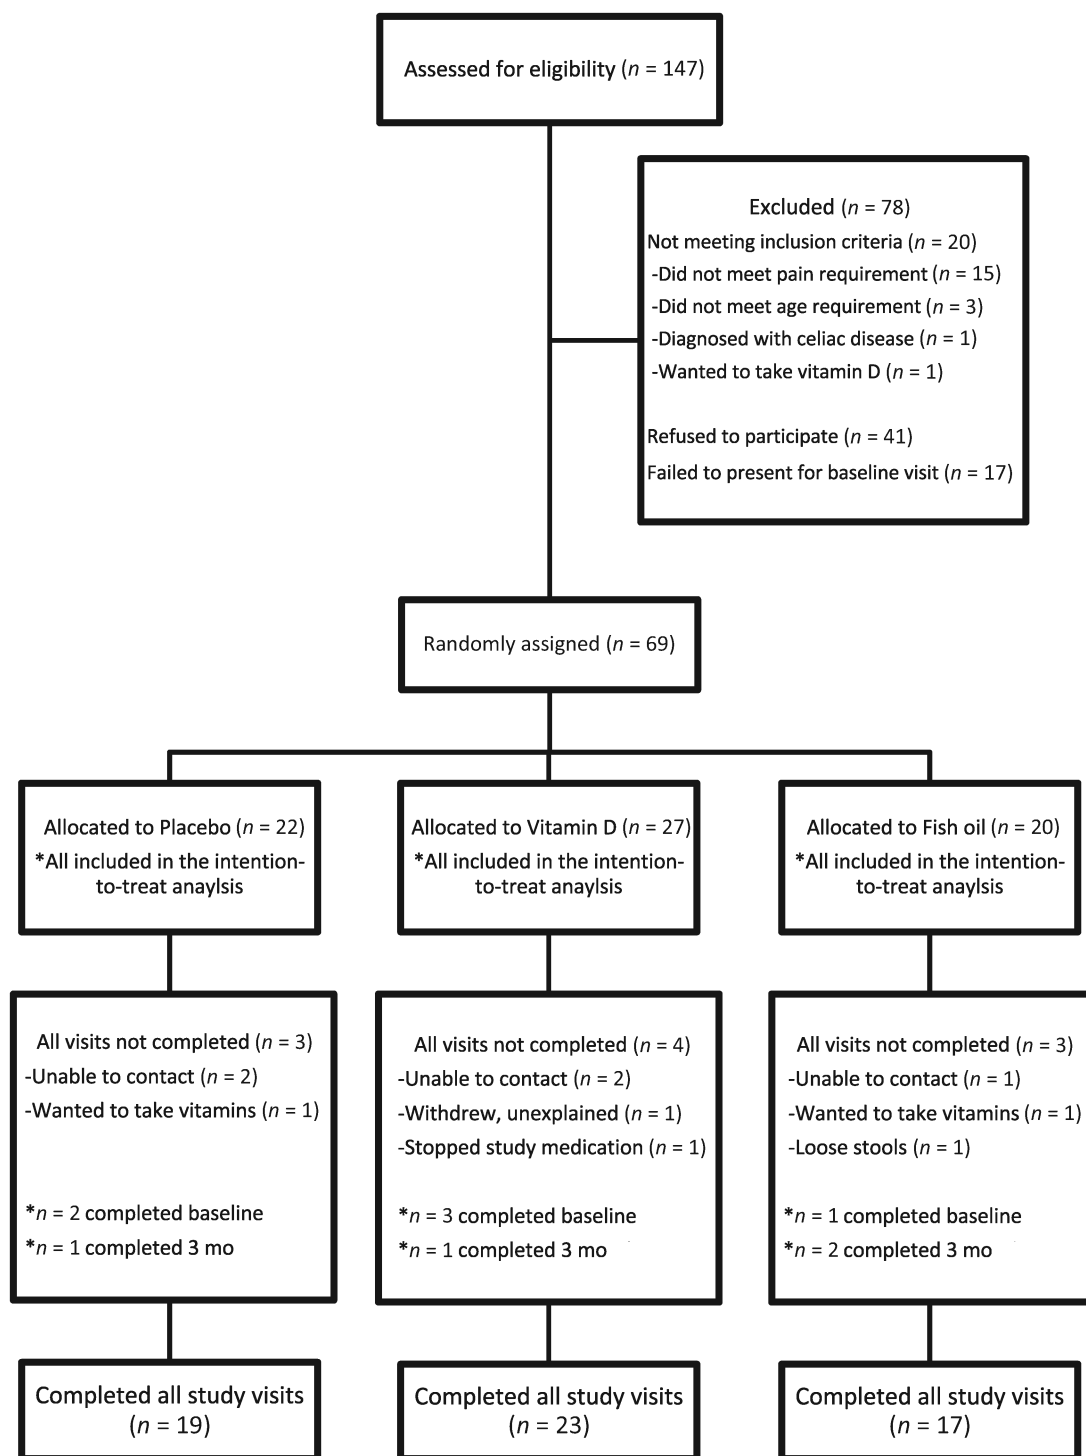 Assessed for eligibility (n = 147)
Excluded (n = 78)
Not meeting inclusion criteria (n = 20)
-Did not meet pain requirement (n = 15)
-Did not meet age requirement (n = 3)
-Diagnosed with celiac disease (n = 1)
-Wanted to take vitamin D (n = 1)
Refused to participate (n = 41)
Failed to present for baseline visit (n = 17)
Randomly assigned (n = 69)
Allocated to Placebo (n = 22)
*All included in the intention-
to-treat anaylsis
Allocated to Vitamin D (n = 27)
*All included in the intention-
to-treat anaylsis
Allocated to Fish oil (n = 20)
*All included in the intention-
to-treat anaylsis
All visits not completed (n = 3)
-Unable to contact (n = 2)
-Wanted to take vitamins (n = 1)
*n = 2 completed baseline
*n = 1 completed 3 mo
All visits not completed (n = 4)
-Unable to contact (n = 2)
-Withdrew, unexplained (n = 1)
-Stopped study medication (n = 1)
*n = 3 completed baseline
*n = 1 completed 3 mo
All visits not completed (n = 3)
-Unable to contact (n = 1)
-Wanted to take vitamins (n = 1)
-Loose stools (n = 1)
*n = 1 completed baseline
*n = 2 completed 3 mo
Completed all study visits
(n = 19)
Completed all study visits
(n = 23)
Completed all study visits
(n = 17)